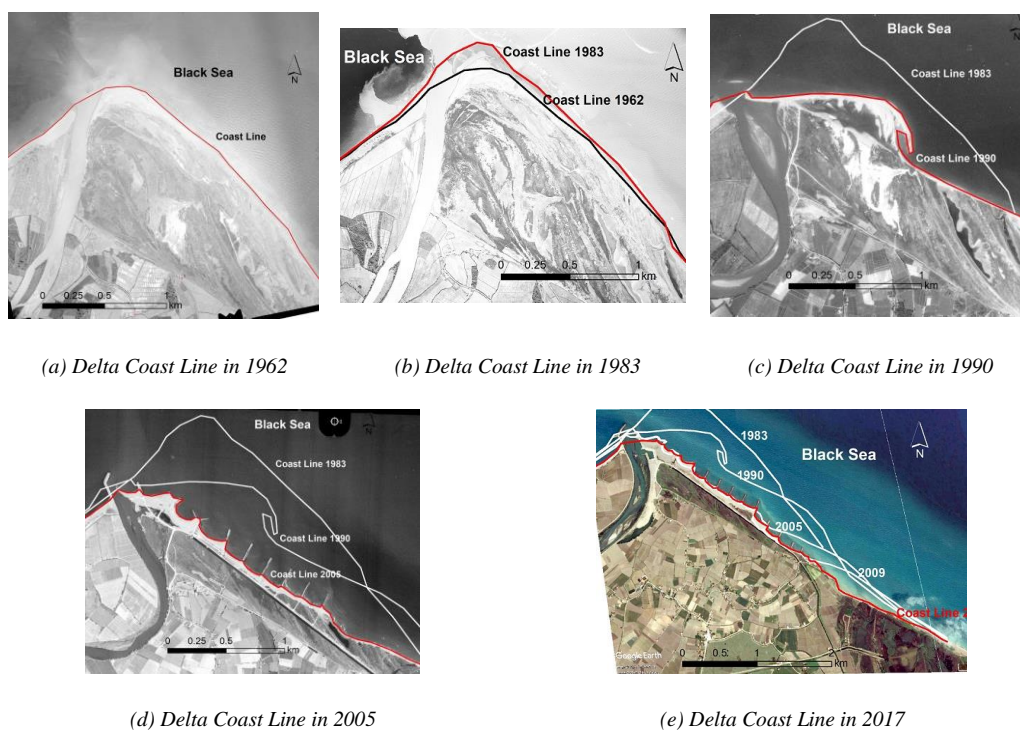 Black Sea
N
Coast Line
0 0.25 0.5 1
km
(a) Delta Coast Line in 1962
Black Sea
Coast Line 1983
N
Coast Line 1962
0 0.25 0.5 1
km
(b) Delta Coast Line in 1983
Black Sea
N
Coast Line 1983
Coast Line 1990
0 0.25 0.5 1
km
(c) Delta Coast Line in 1990
Black Sea
N
Coast Line 1983
Coast Line 1990
Coast Line 2005
0 0.25 0.5 1
km
(d) Delta Coast Line in 2005
1983
Black Sea
N
1990
2005
2009
Coast Line
Google Earth
0 0.5 1 2
km
(e) Delta Coast Line in 2017